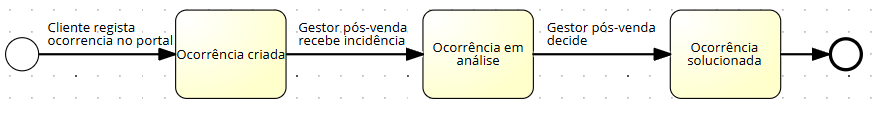 Cliente regista
ocorrencia no portal
Ocorrência criada
Gestor pós-venda
recebe incidência
Ocorrência em
análise
Gestor pós-venda
decide
Ocorrência
solucionada